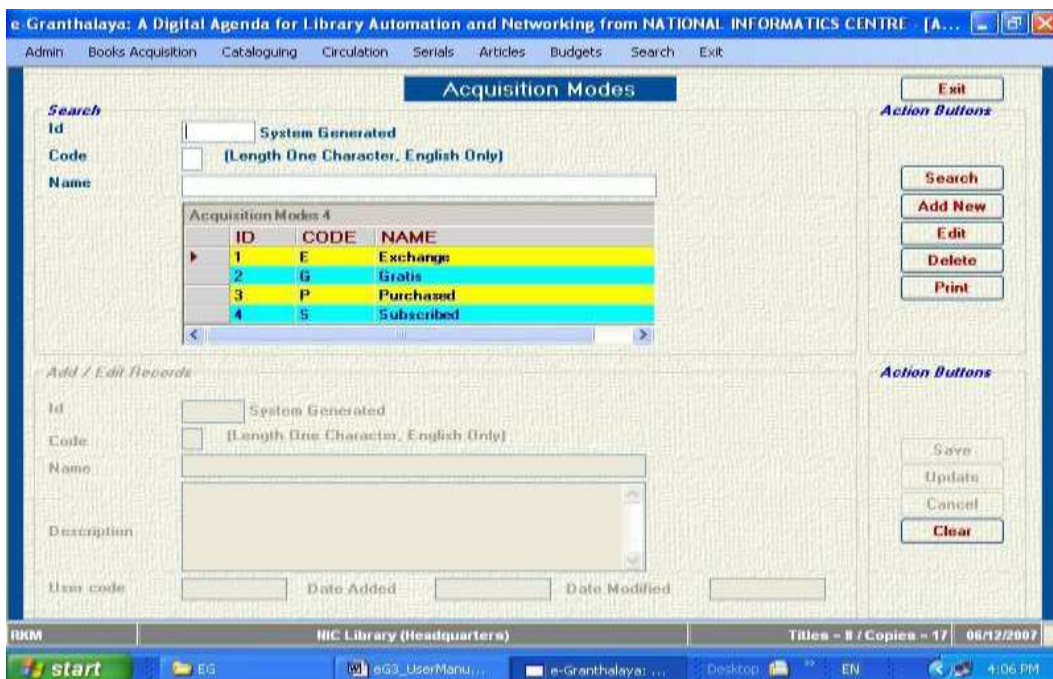 e-Granthalaya: A Digital Agenda for Library Automation and Networking from NATIONAL INFORMATICS CENTRE - [A...
Admin Books Acquisition Cataloguing Circulation Serials Articles Budgets Search Exit
Acquisition Modes
Exit
Search
Action Buttons
Id System Generated
Code (Length One Character, English Only)
Name
Search
Add New
Edit
Delete
Print
Acquisition Modes 4
ID CODE NAME
1 E Exchange
2 G Gratis
3 P Purchased
4 S Subscribed
Add / Edit Records
Action Buttons
Id System Generated
Code (Length One Character, English Only)
Name
Description
Save
Update
Cancel
Clear
User code Date Added Date Modified
RKM NIC Library (Headquarters) Titles = 8 / Copies = 17 06/12/2007
start EG eG3_UserManu... e-Granthalaya: ... Desktop » EN 4:06 PM